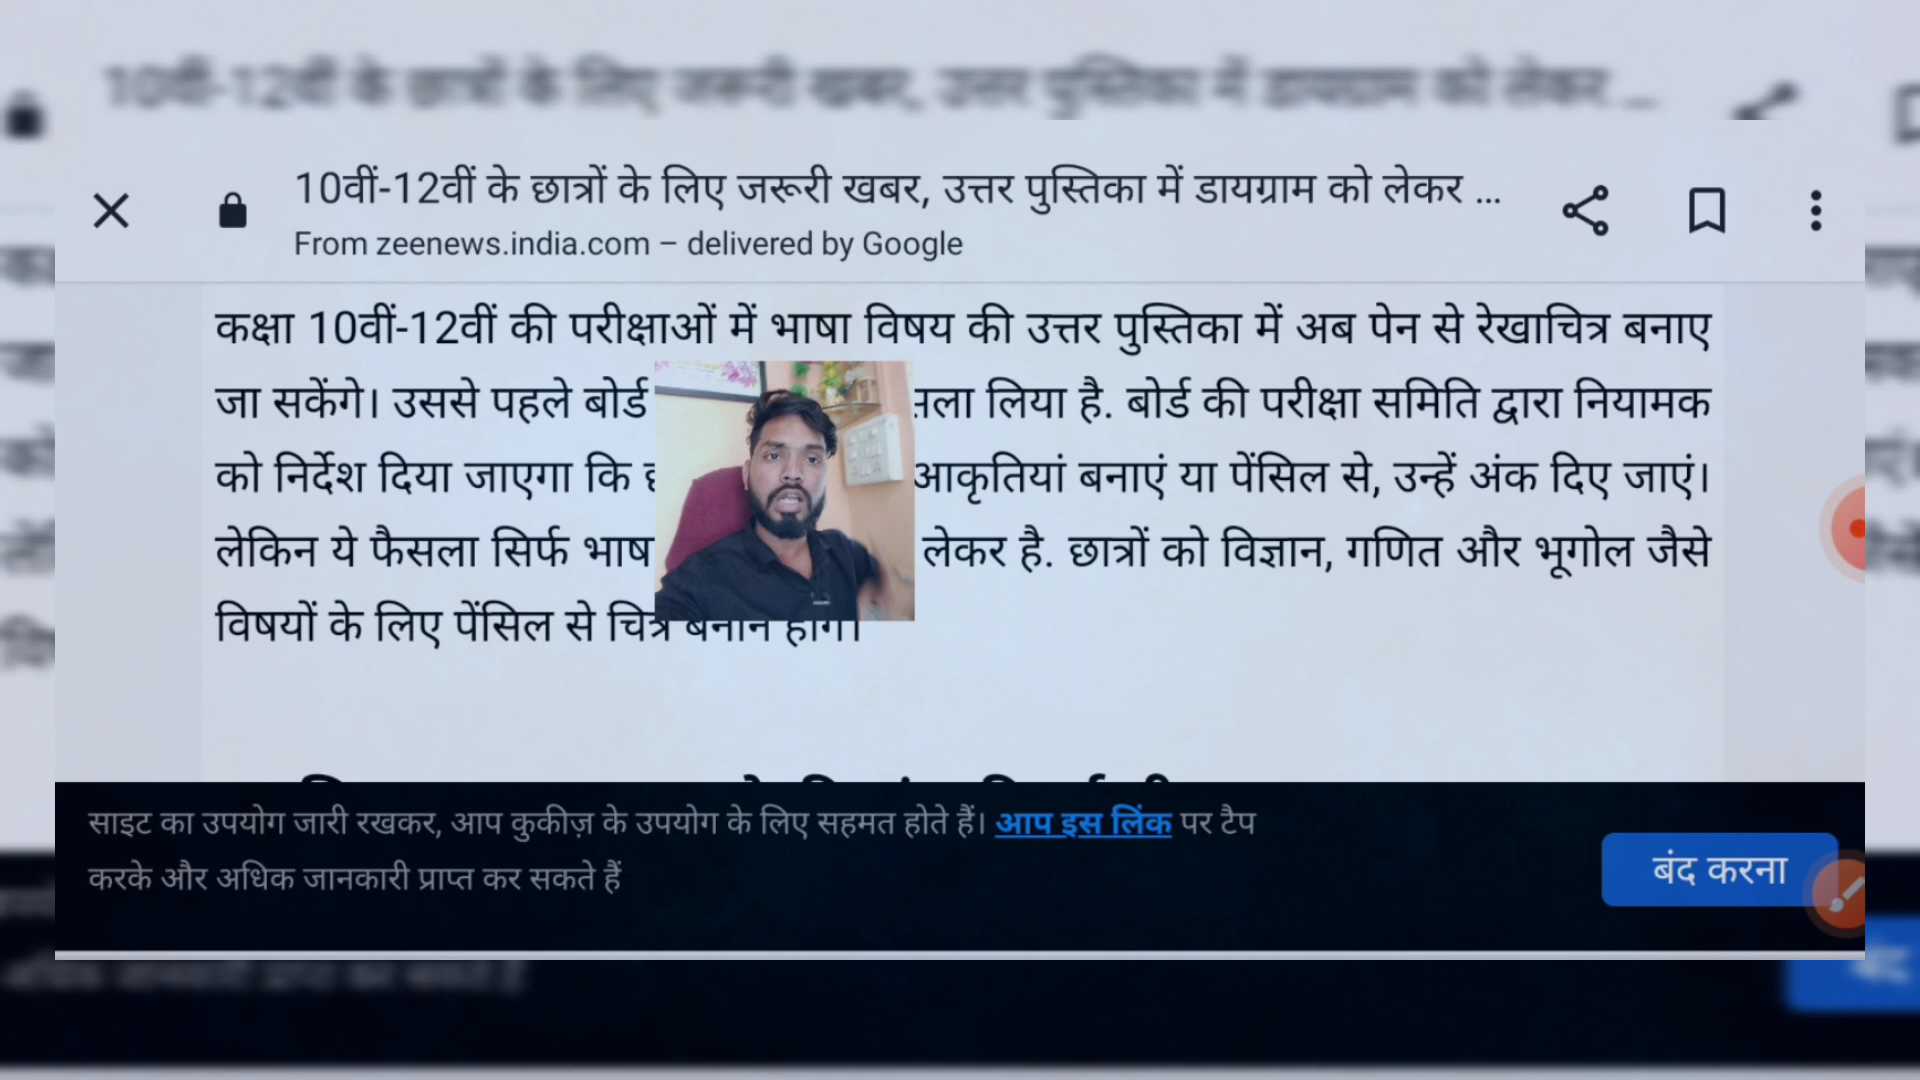 10वीं-12वीं के छात्रों के लिए जरूरी खबर, उत्तर पुस्तिका में डायग्राम को लेकर ...
From zeenews.india.com – delivered by Google
कक्षा 10वीं-12वीं की परीक्षाओं में भाषा विषय की उत्तर पुस्तिका में अब पेन से रेखाचित्र बनाए
जा सकेंगे। उससे पहले बोर्ड लिया है. बोर्ड की परीक्षा समिति द्वारा नियामक
को निर्देश दिया जाएगा कि आकृतियां बनाएं या पेंसिल से, उन्हें अंक दिए जाएं।
लेकिन ये फैसला सिर्फ लेकर है. छात्रों को विज्ञान, गणित और भूगोल जैसे
विषयों के लिए पेंसिल से चित्र बनाने होंगे।
साइट का उपयोग जारी रखकर, आप कुकीज़ के उपयोग के लिए सहमत होते हैं। आप इस लिंक पर टैप
करके और अधिक जानकारी प्राप्त कर सकते हैं
बंद करना